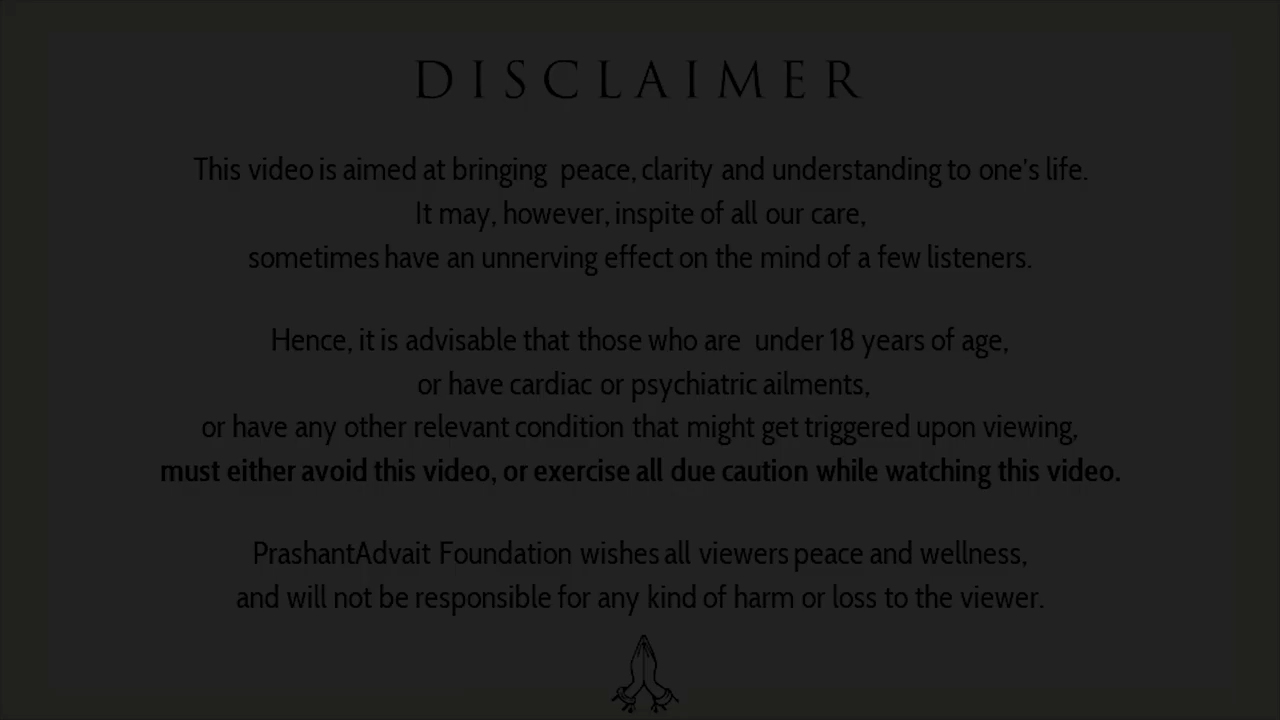 DISCLAIMER
This video is aimed at bringing peace, clarity and understanding to one's life.
It may, however, inspite of all our care,
sometimes have an unnerving effect on the mind of a few listeners.
Hence, it is advisable that those who are under 18 years of age,
or have cardiac or psychiatric ailments,
or have any other relevant condition that might get triggered upon viewing,
must either avoid this video, or exercise all due caution while watching this video.
PrashantAdvait Foundation wishes all viewers peace and wellness,
and will not be responsible for any kind of harm or loss to the viewer.